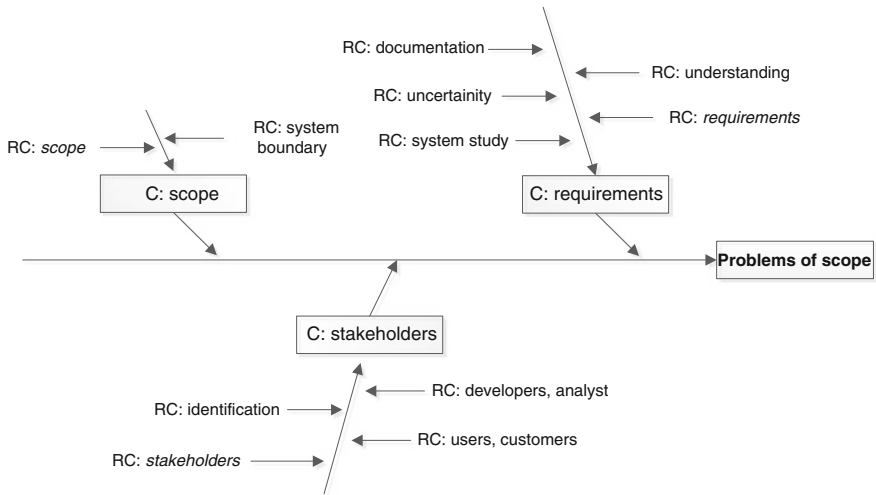 RC: documentation
RC: understanding
RC: uncertainity
RC: requirements
RC: system
boundary
RC: scope
RC: system study
C: scope
C: requirements
Problems of scope
C: stakeholders
RC: developers, analyst
RC: identification
RC: users, customers
RC: stakeholders